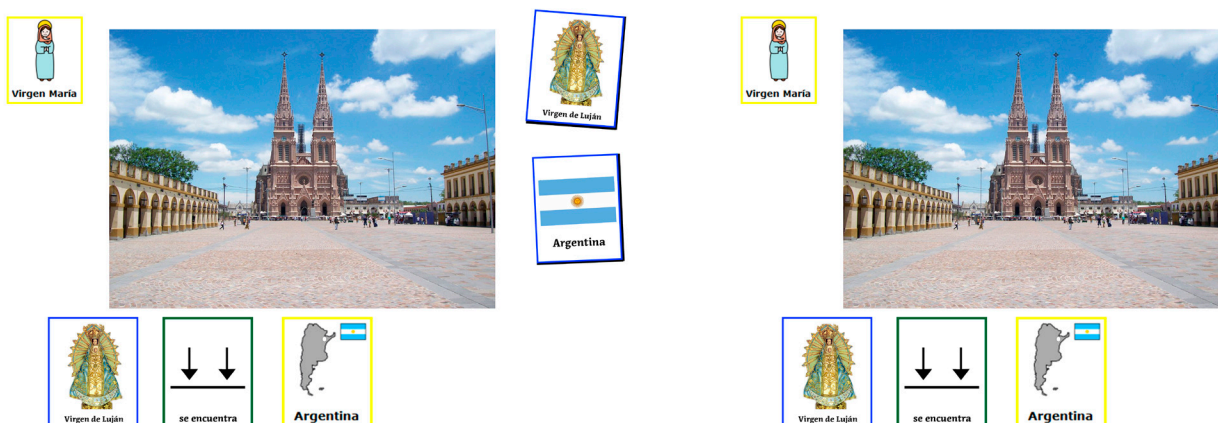 Virgen María
Virgen de Luján
Argentina
Virgen de Luján
se encuentra
Argentina
Virgen María
Virgen de Luján
se encuentra
Argentina